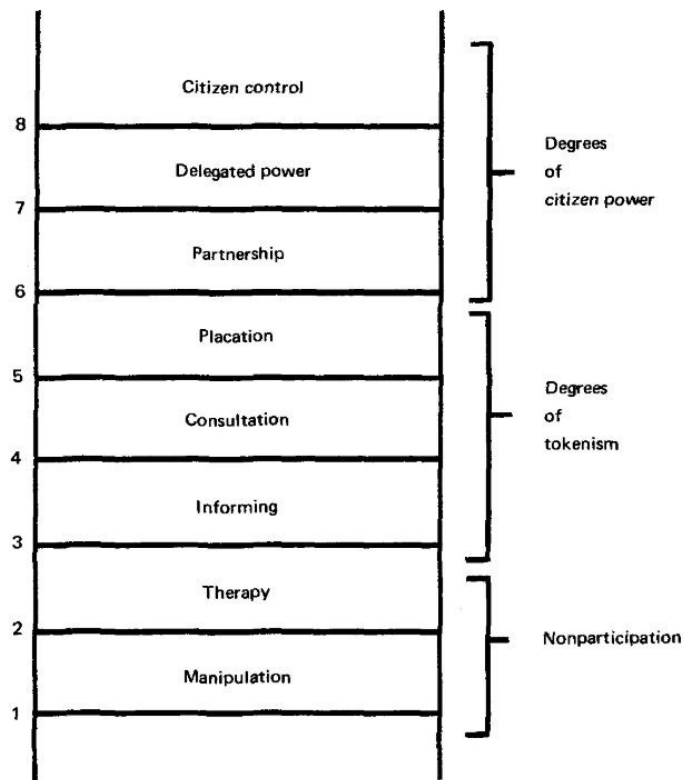 Citizen control
8
Delegated power
7
Partnership
6
Placation
5
Consultation
4
Informing
3
Therapy
2
Manipulation
1
Degrees
of
citizen power
Degrees
of
tokenism
Nonparticipation